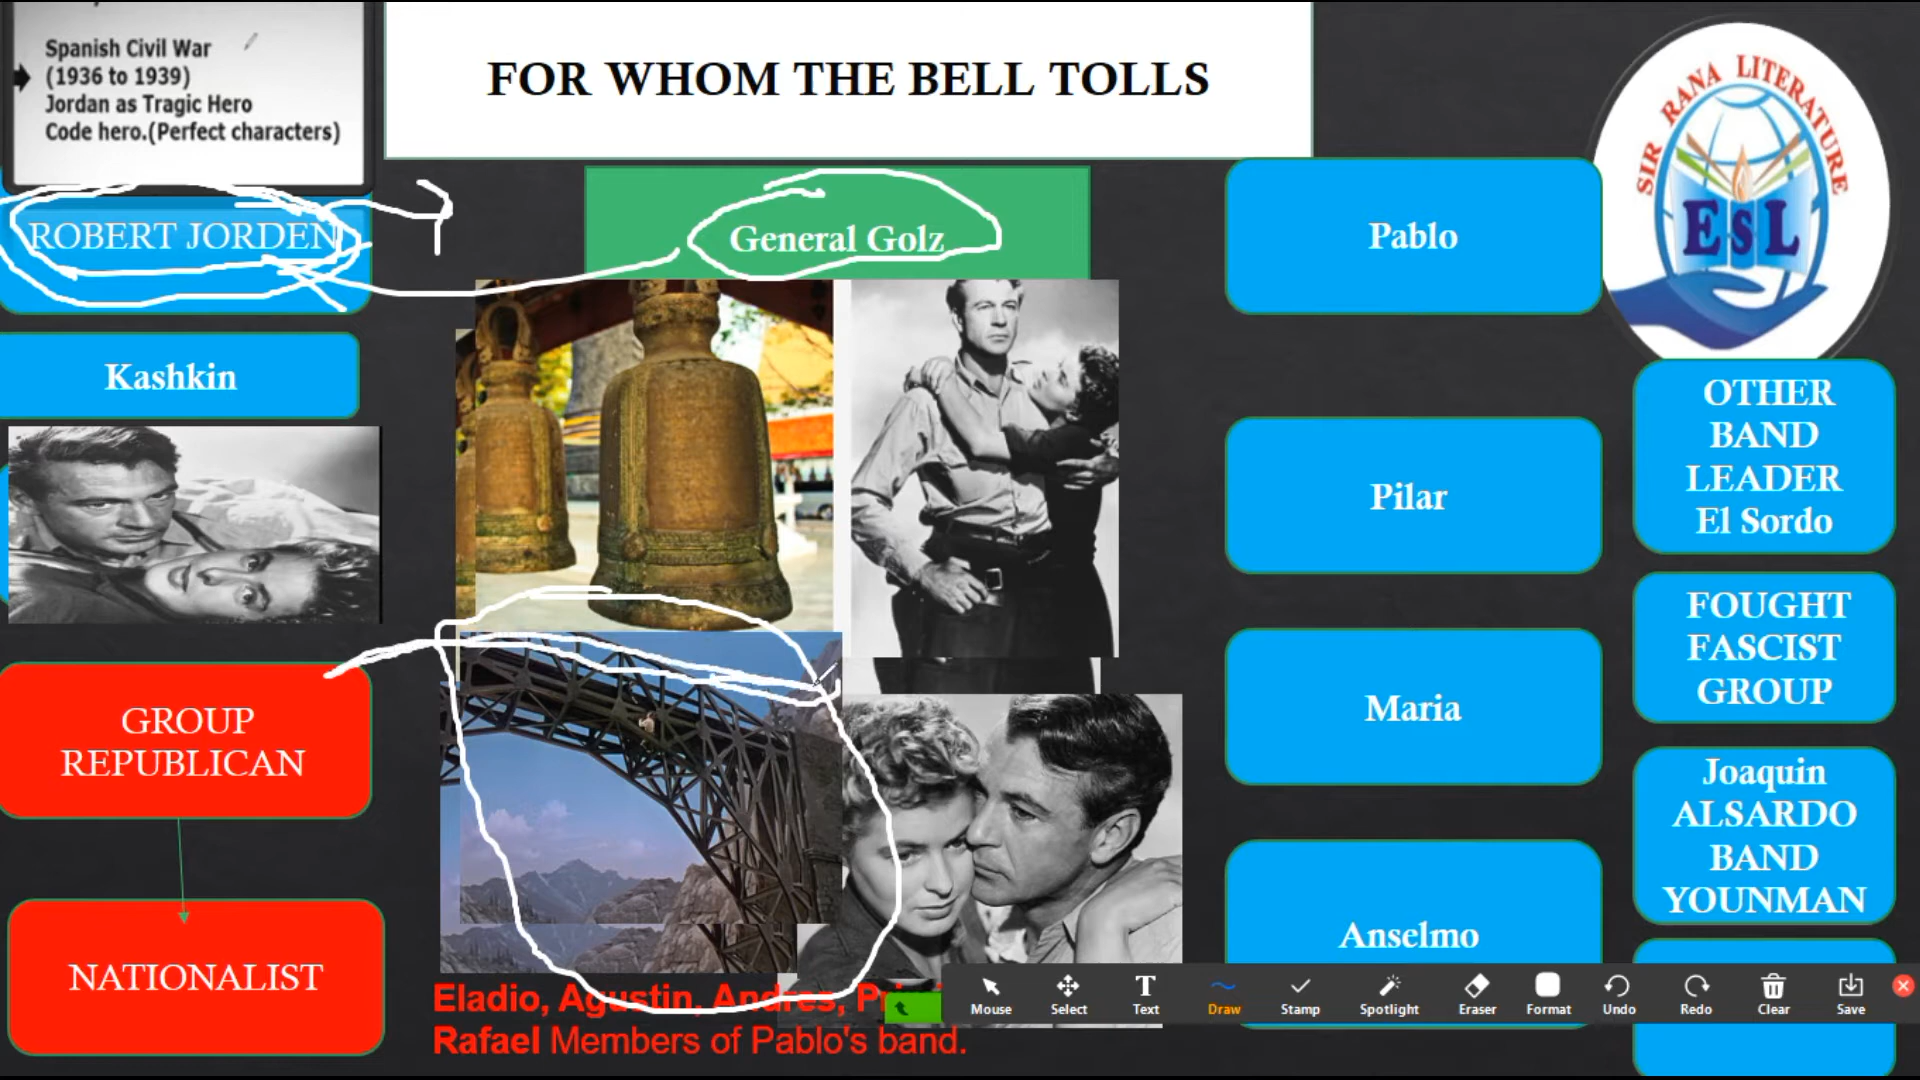 Spanish Civil War
(1936 to 1939)
Jordan as Tragic Hero
Code hero.(Perfect characters)
FOR WHOM THE BELL TOLLS
SIR RANA LITERATURE
ESL
ROBERT JORDEN
General Golz
Pablo
Kashkin
OTHER
BAND
LEADER
El Sordo
Pilar
FOUGHT
FASCIST
GROUP
Maria
GROUP
REPUBLICAN
Joaquin
ALSARDO
BAND
YOUNMAN
Anselmo
NATIONALIST
Eladio, Agustin, Andres,
Rafael Members of Pablo's band.
Mouse
Select
Text
Draw
Stamp
Spotlight
Eraser
Format
Undo
Redo
Clear
Save